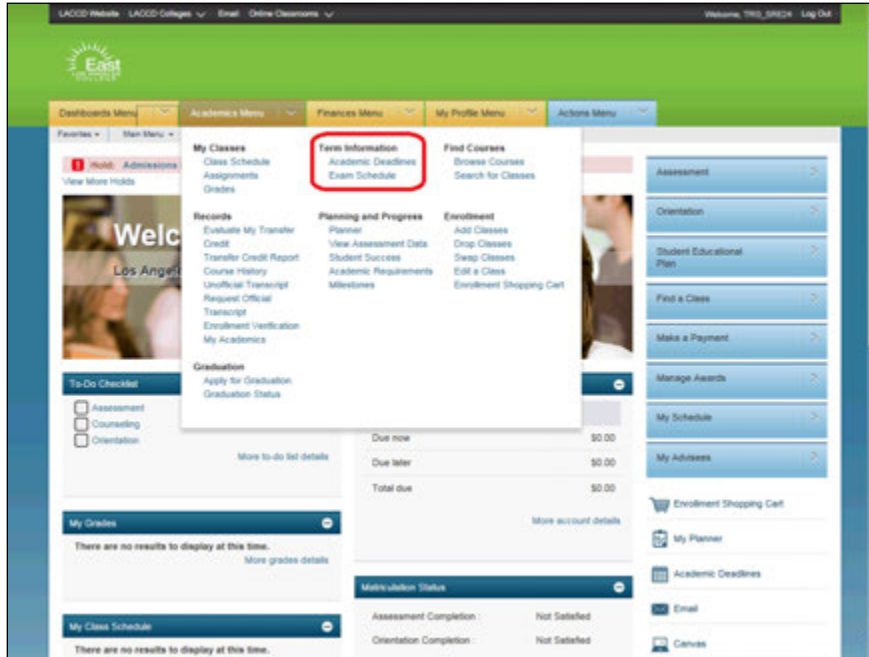 LACCD Website LACCD Colleges Email Online Classrooms Welcome, TRG_SRE24 Log Out
East
LOS ANGELES
COLLEGE
Dashboards Menu Academics Menu Finances Menu My Profile Menu Actions Menu
Favorites Main Menu
Hold: Admissions
View More Holds
Welc
Los Angel
My Classes
Class Schedule
Assignments
Grades
Term Information
Academic Deadlines
Exam Schedule
Find Courses
Browse Courses
Search for Classes
Records
Evaluate My Transfer
Credit
Transfer Credit Report
Course History
Unofficial Transcript
Request Official
Transcript
Enrollment Verification
My Academics
Planning and Progress
Planner
View Assessment Data
Student Success
Academic Requirements
Milestones
Enrollment
Add Classes
Drop Classes
Swap Classes
Edit a Class
Enrollment Shopping Cart
Graduation
Apply for Graduation
Graduation Status
To-Do Checklist
Assessment
Counseling
Orientation
More to-do list details
My Grades
There are no results to display at this time.
More grades details
My Class Schedule
There are no results to display at this time.
Due now $0.00
Due later $0.00
Total due $0.00
More account details
Matriculation Status
Assessment Completion : Not Satisfied
Orientation Completion : Not Satisfied
Assessment
Orientation
Student Educational
Plan
Find a Class
Make a Payment
Manage Awards
My Schedule
My Advisees
Enrollment Shopping Cart
My Planner
Academic Deadlines
Email
Canvas